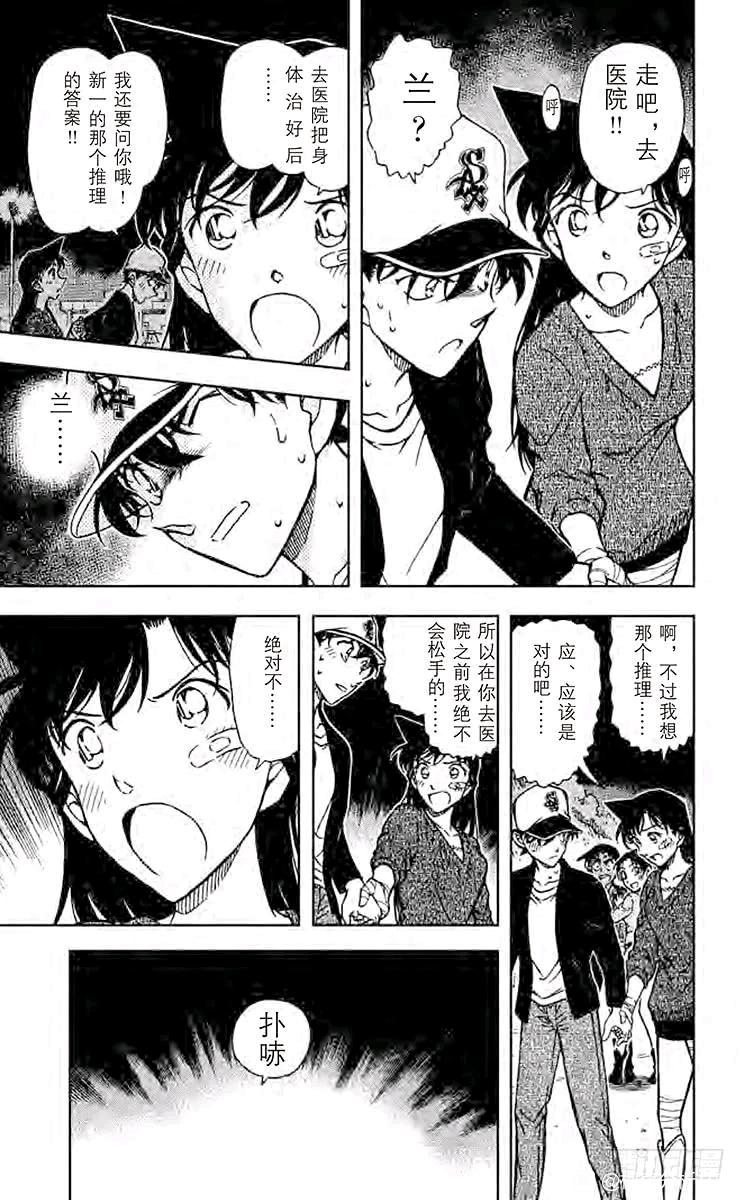 走吧，去
医院!!
呼
呼
兰？
去医院把身
体治好后
……
我还要问你哦！
新一的那个推理
的答案!!
兰……
啊，不过我想
那个推理……
应、应该是
对的吧……
所以在你去医
院之前我绝不
会松手的……
绝对不……
扑哧